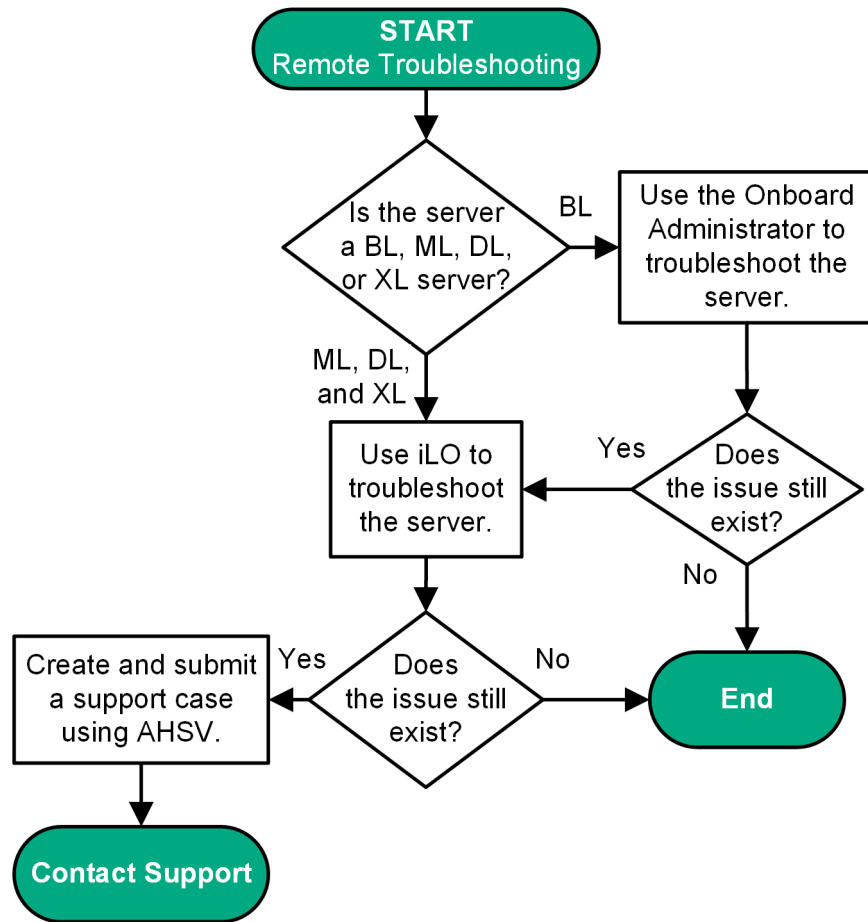 START
Remote Troubleshooting
Is the server
a BL, ML, DL,
or XL server?
BL
Use the Onboard
Administrator to
troubleshoot the
server.
ML, DL,
and XL
Use iLO to
troubleshoot
the server.
Yes
Does
the issue still
exist?
No
Create and submit
a support case
using AHSV.
Yes
Does
the issue still
exist?
No
End
Contact Support